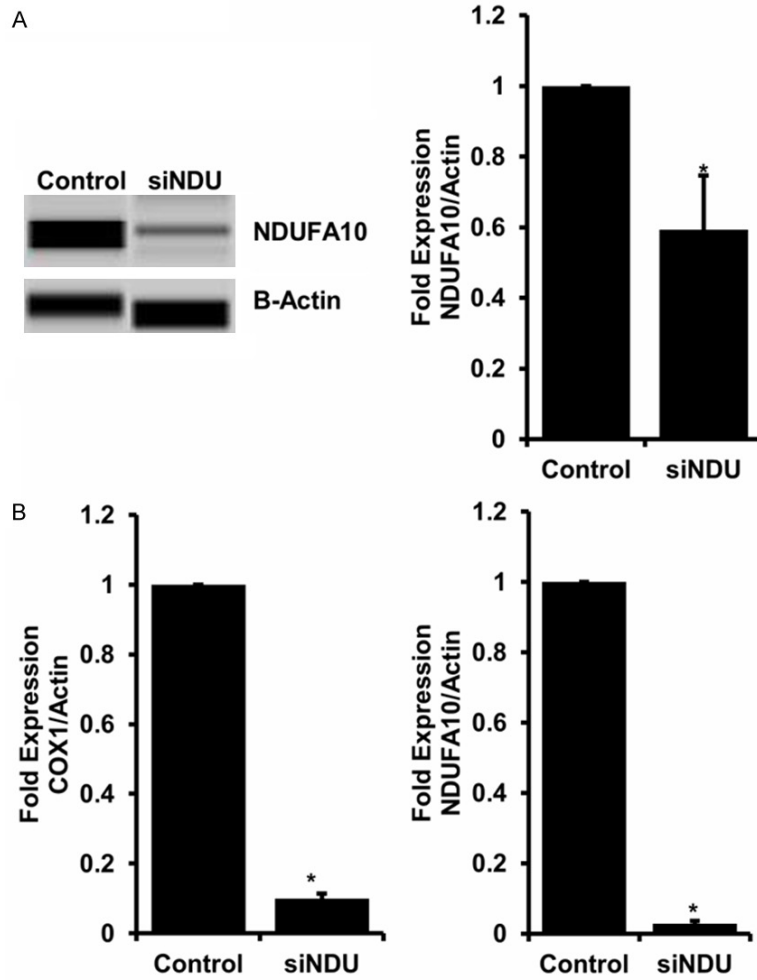 A
Control siNDU
NDUFA10
B-Actin
Fold Expression
NDUFA10/Actin
1.2
1
0.8
0.6
0.4
0.2
0
*
Control siNDU
B
Fold Expression
COX1/Actin
1.2
1
0.8
0.6
0.4
0.2
0
*
Control siNDU
Fold Expression
NDUFA10/Actin
1.2
1
0.8
0.6
0.4
0.2
0
*
Control siNDU